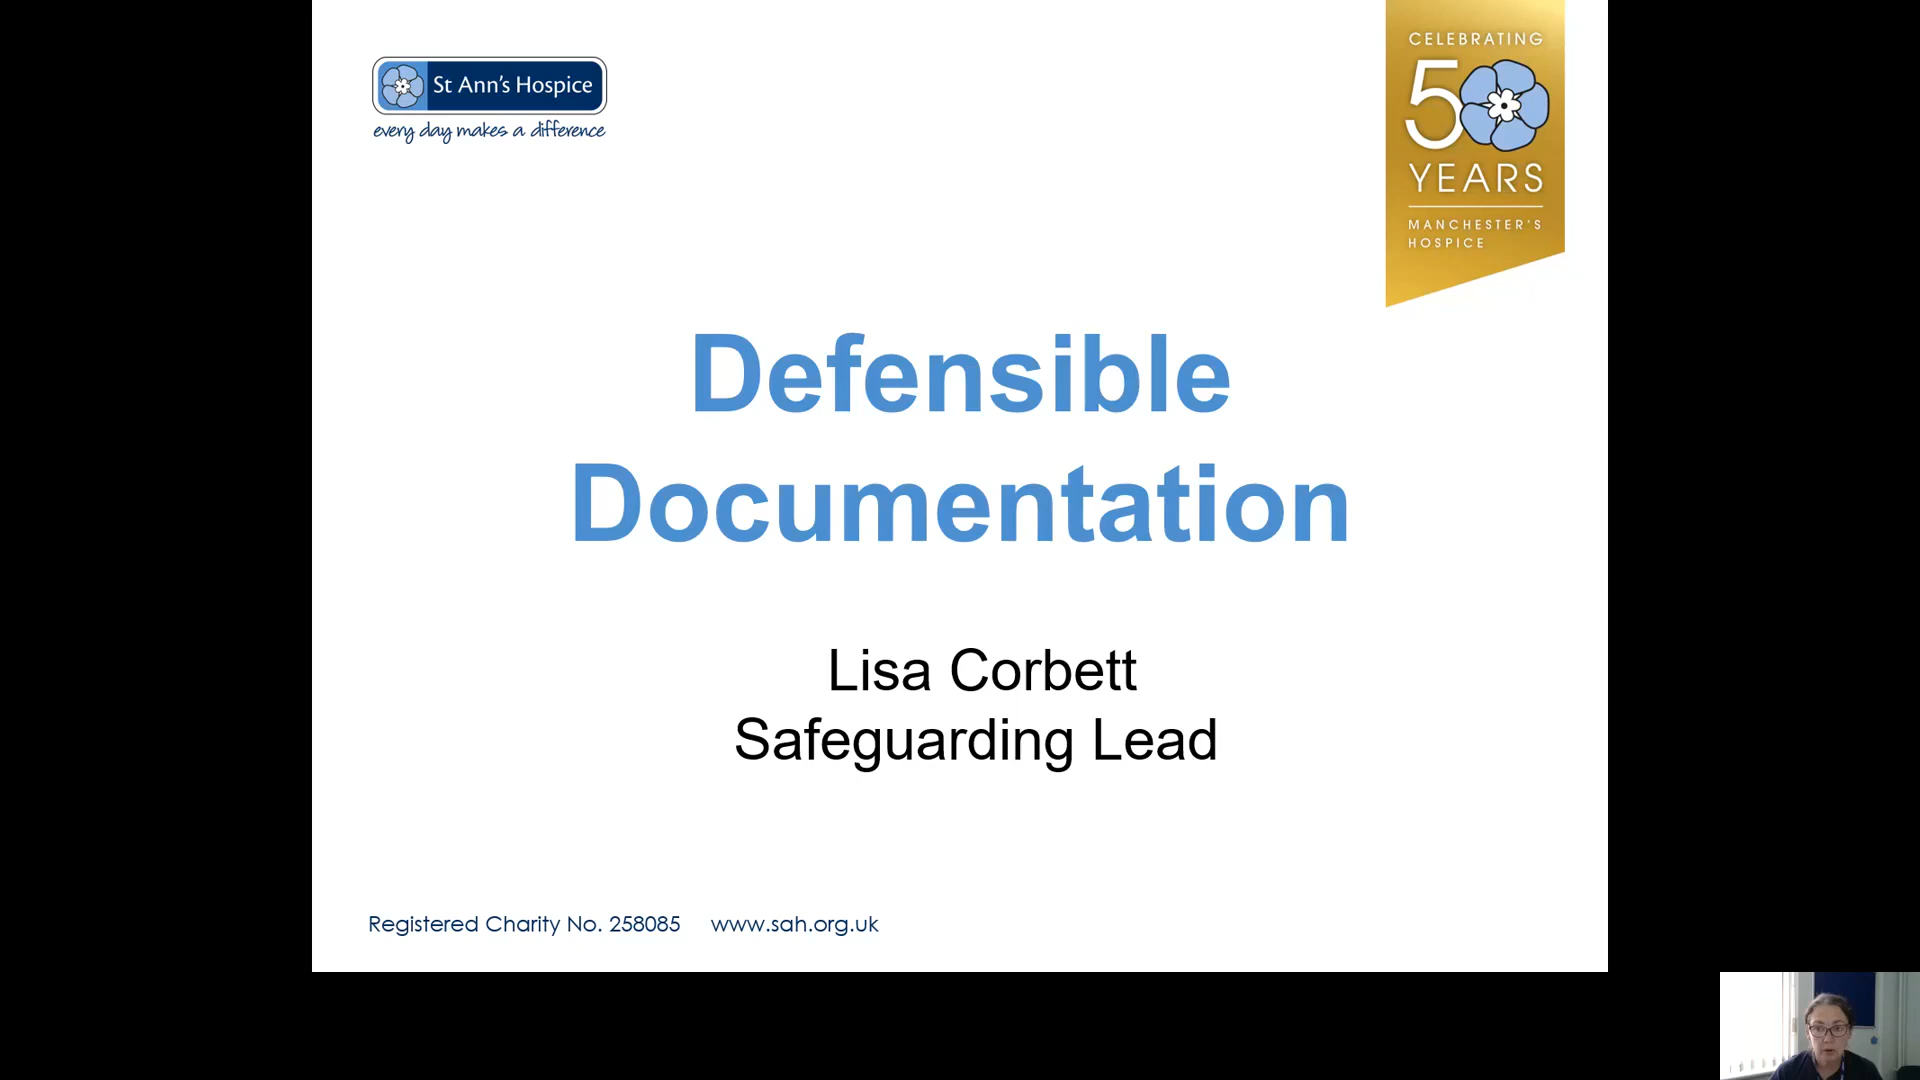 St Ann's Hospice
every day makes a difference
CELEBRATING
50
YEARS
MANCHESTER'S
HOSPICE
Defensible
Documentation
Lisa Corbett
Safeguarding Lead
Registered Charity No. 258085 www.sah.org.uk